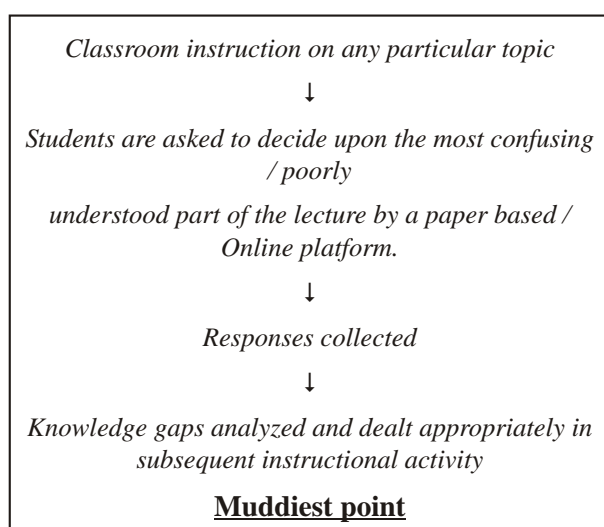 Classroom instruction on any particular topic
↓
Students are asked to decide upon the most confusing
/ poorly
understood part of the lecture by a paper based /
Online platform.
↓
Responses collected
↓
Knowledge gaps analyzed and dealt appropriately in
subsequent instructional activity
Muddiest point